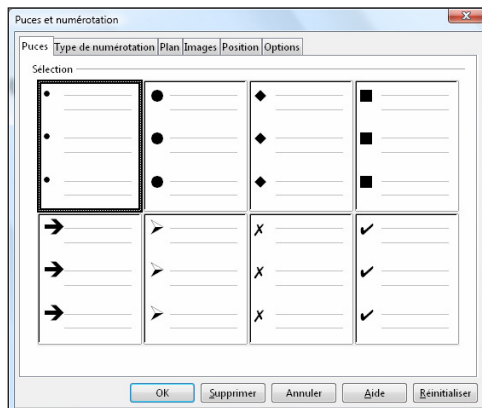 Puces et numérotation
Puces Type de numérotation Plan Images Position Options
Sélection
OK Supprimer Annuler Aide Réinitialiser